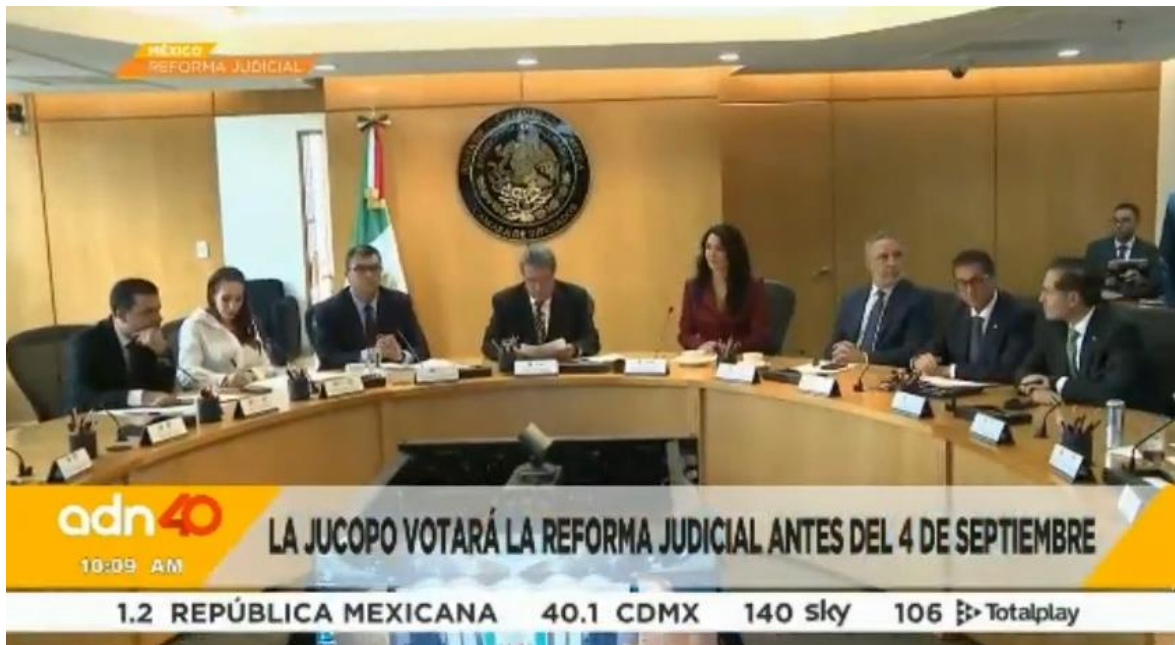 MÉXICO
REFORMA JUDICIAL
adn40
10:09 AM
LA JUCOPO VOTARÁ LA REFORMA JUDICIAL ANTES DEL 4 DE SEPTIEMBRE
1.2 REPÚBLICA MEXICANA 40.1 CDMX 140 sky 106 Totalplay